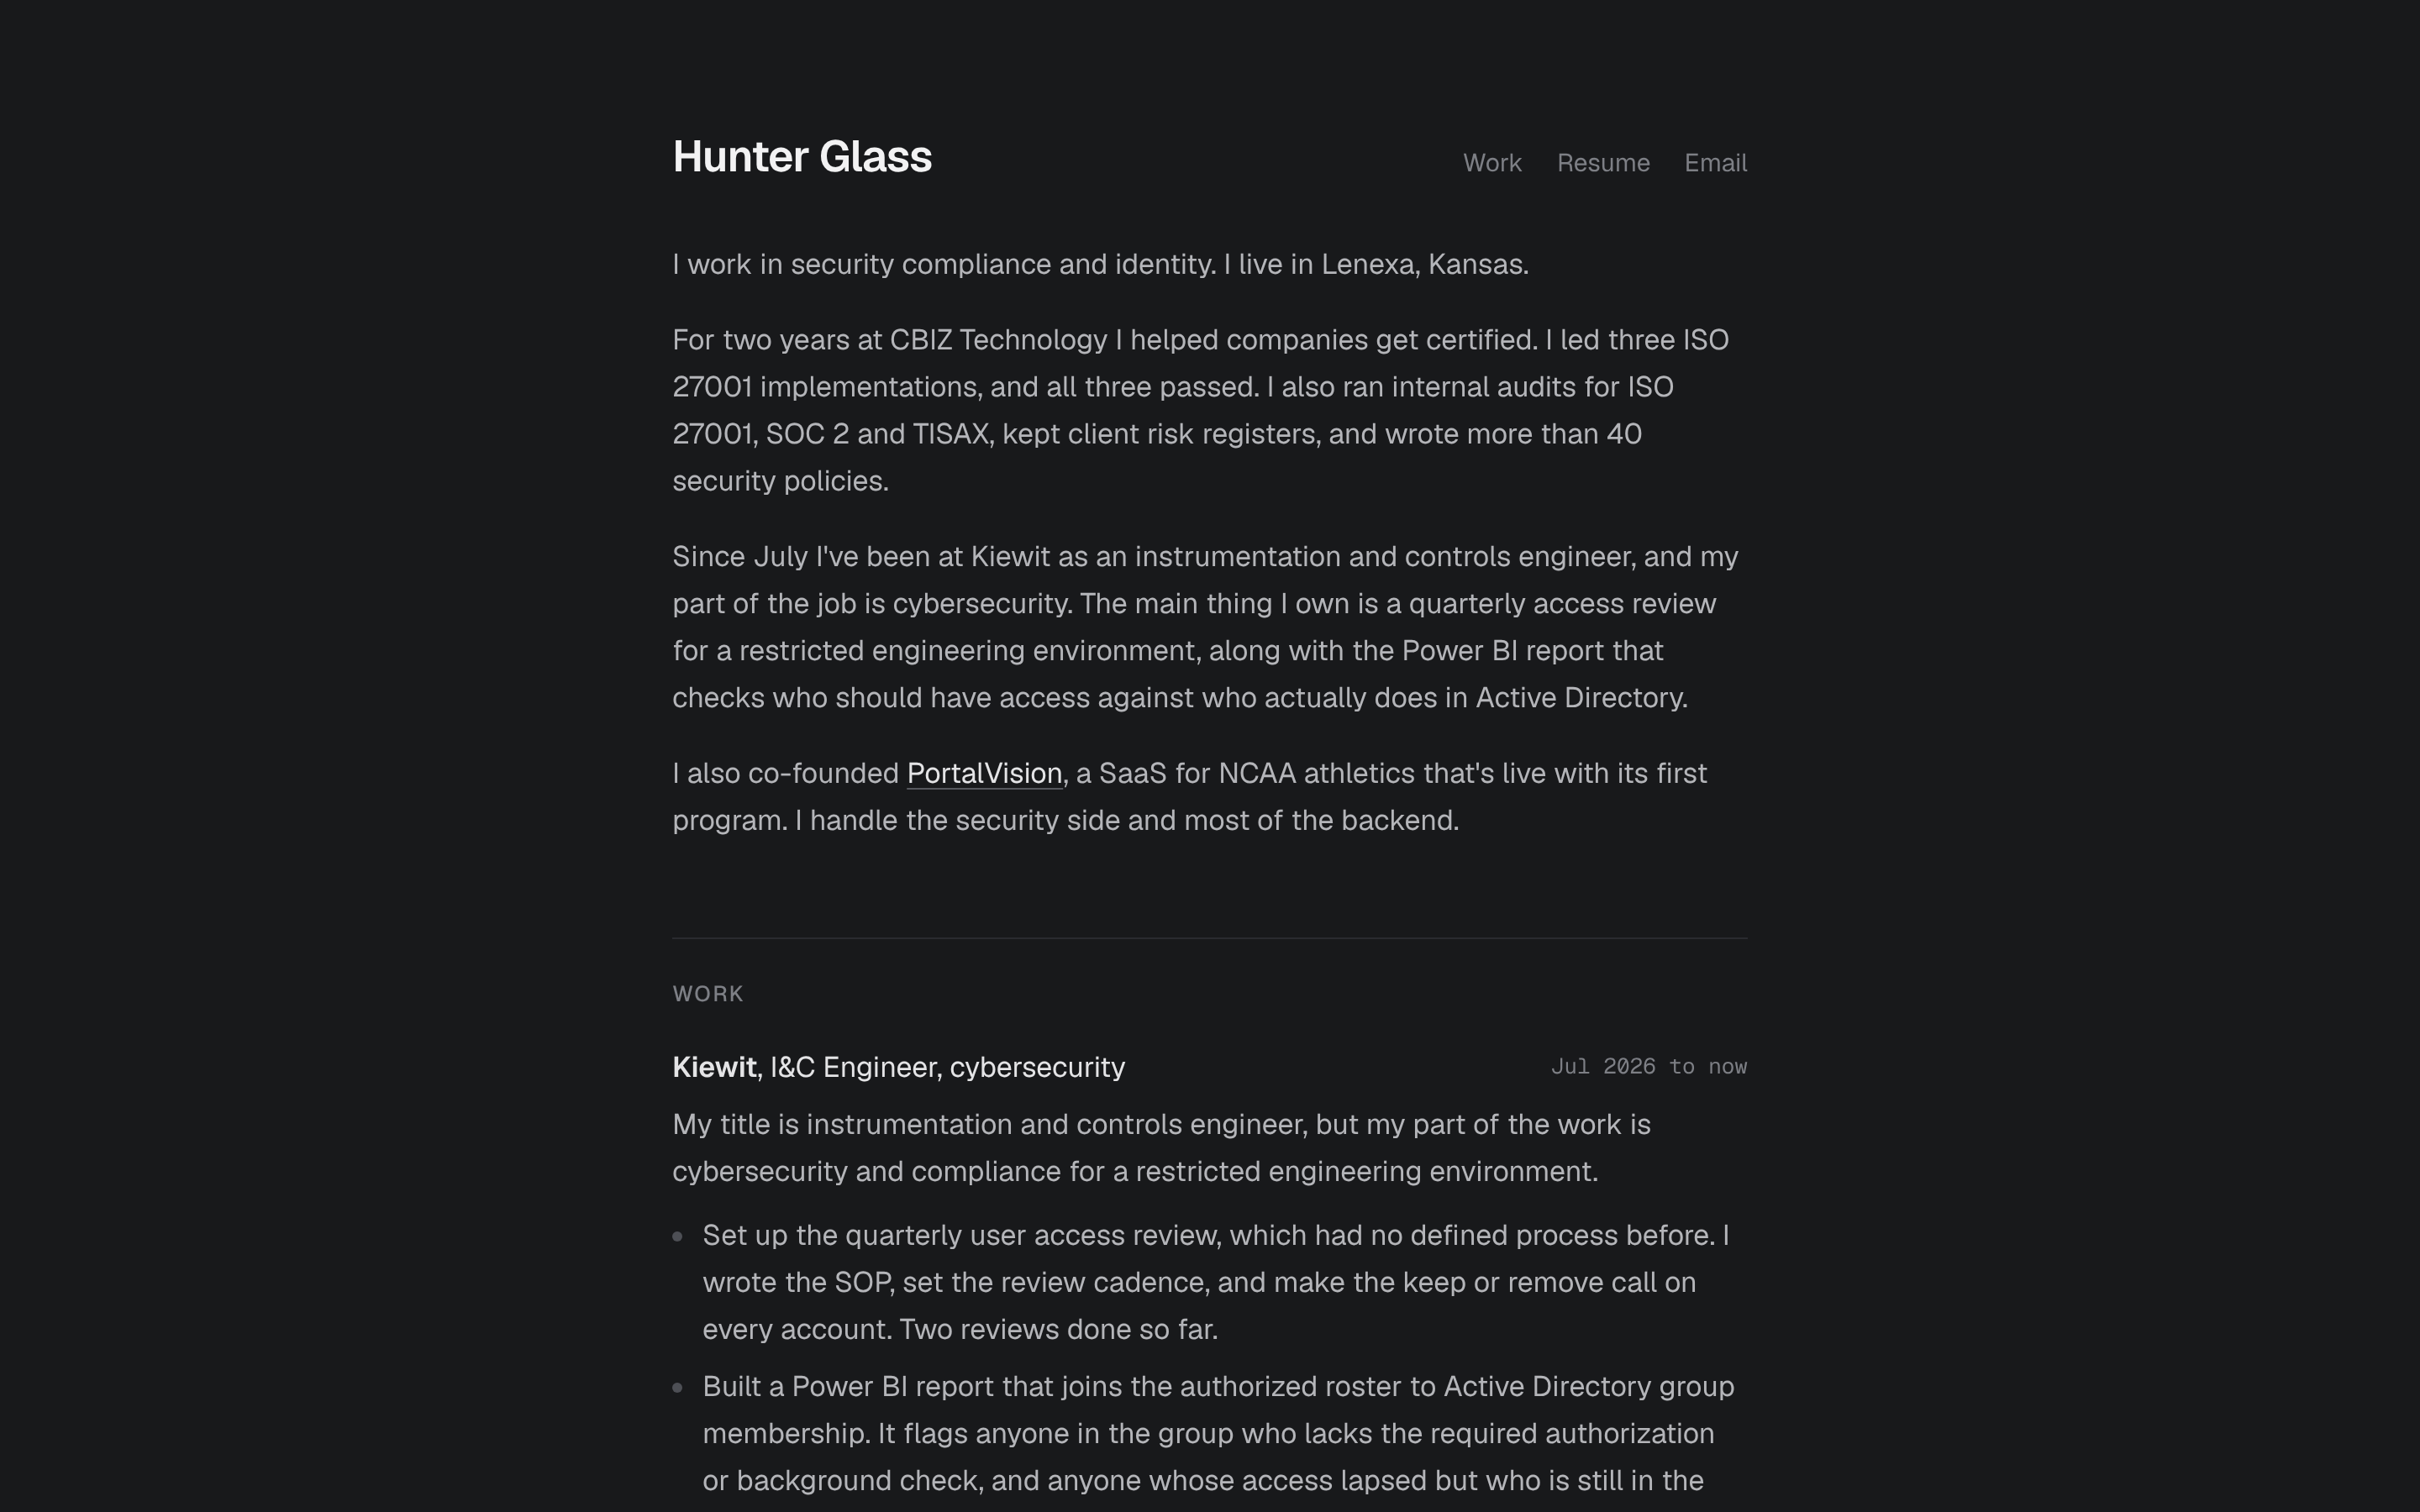 Hunter Glass
Work Resume Email
I work in security compliance and identity. I live in Lenexa, Kansas.
For two years at CBIZ Technology I helped companies get certified. I led three ISO
27001 implementations, and all three passed. I also ran internal audits for ISO
27001, SOC 2 and TISAX, kept client risk registers, and wrote more than 40
security policies.
Since July I've been at Kiewit as an instrumentation and controls engineer, and my
part of the job is cybersecurity. The main thing I own is a quarterly access review
for a restricted engineering environment, along with the Power BI report that
checks who should have access against who actually does in Active Directory.
I also co-founded PortalVision, a SaaS for NCAA athletics that's live with its first
program. I handle the security side and most of the backend.
WORK
Kiewit, I&C Engineer, cybersecurity Jul 2026 to now
My title is instrumentation and controls engineer, but my part of the work is
cybersecurity and compliance for a restricted engineering environment.
Set up the quarterly user access review, which had no defined process before. I
wrote the SOP, set the review cadence, and make the keep or remove call on
every account. Two reviews done so far.
Built a Power BI report that joins the authorized roster to Active Directory group
membership. It flags anyone in the group who lacks the required authorization
or background check, and anyone whose access lapsed but who is still in the